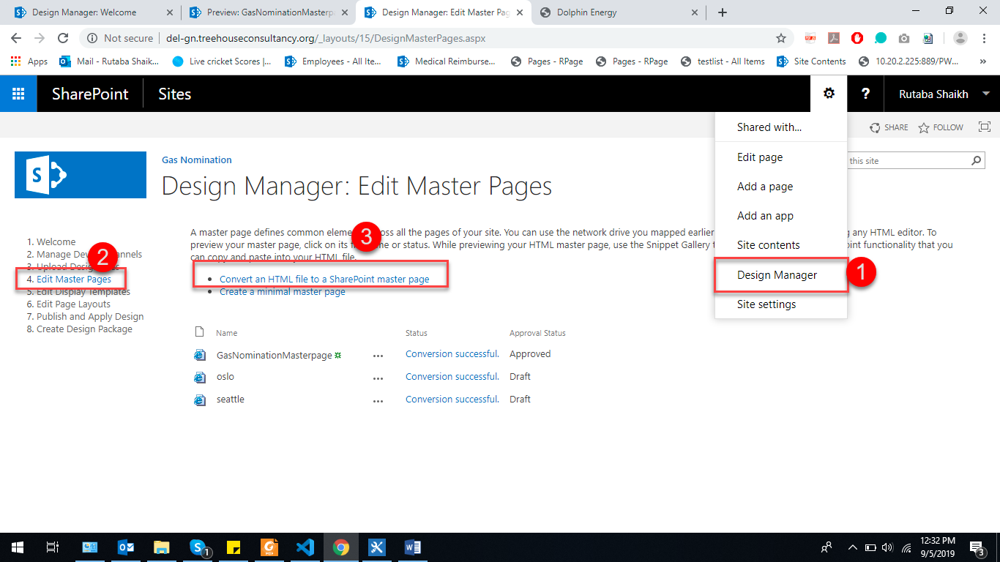 Design Manager: Welcome
Preview: GasNominationMasterp
Design Manager: Edit Master Pag
Dolphin Energy
Not secure
del-gn.treehouseconsultancy.org/_layouts/15/DesignMasterPages.aspx
Apps
Mail - Rutaba Shaik...
Live cricket Scores |...
Employees - All Ite...
Medical Reimburse...
Pages - RPage
Pages - RPage
testlist - All Items
Site Contents
10.20.2.225:889/PW...
SharePoint
Sites
?
Rutaba Shaikh
Shared with...
SHARE
FOLLOW
Edit page
Add a page
Add an app
Site contents
Design Manager
Site settings
1
this site
S
Gas Nomination
Design Manager: Edit Master Pages
1. Welcome
2. Manage Dev annels
3. Upload Desig
4. Edit Master Pages
5. Edit Display Templates
6. Edit Page Layouts
7. Publish and Apply Design
8. Create Design Package
2
A master page defines common eleme oss all the pages of your site. You can use the network drive you mapped earlier g any HTML editor. To
preview your master page, click on its f me or status. While previewing your HTML master page, use the Snippet Gallery t point functionality that you
can copy and paste into your HTML file.
3
Convert an HTML file to a SharePoint master page
Create a minimal master page
Name Status Approval Status
GasNominationMasterpage ... Conversion successful. Approved
oslo ... Conversion successful. Draft
seattle ... Conversion successful. Draft
1
12:32 PM
9/5/2019
3